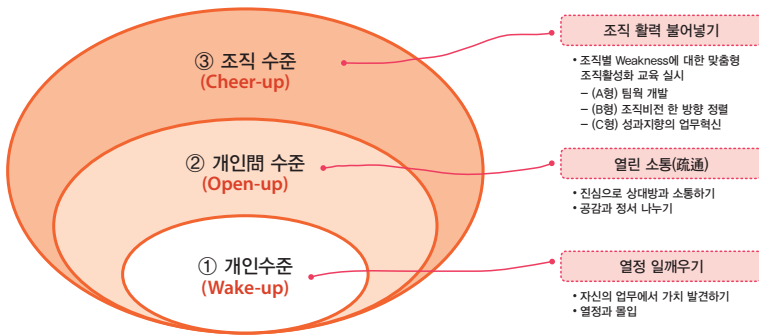 ③ 조직 수준
(Cheer-up)
② 개인問 수준
(Open-up)
① 개인수준
(Wake-up)
조직 활력 불어넣기
• 조직별 Weakness에 대한 맞춤형
조직활성화 교육 실시
– (A형) 팀웍 개발
– (B형) 조직비전 한 방향 정렬
– (C형) 성과지향의 업무혁신
열린 소통(疏通)
• 진심으로 상대방과 소통하기
• 공감과 정서 나누기
열정 일깨우기
• 자신의 업무에서 가치 발견하기
• 열정과 몰입